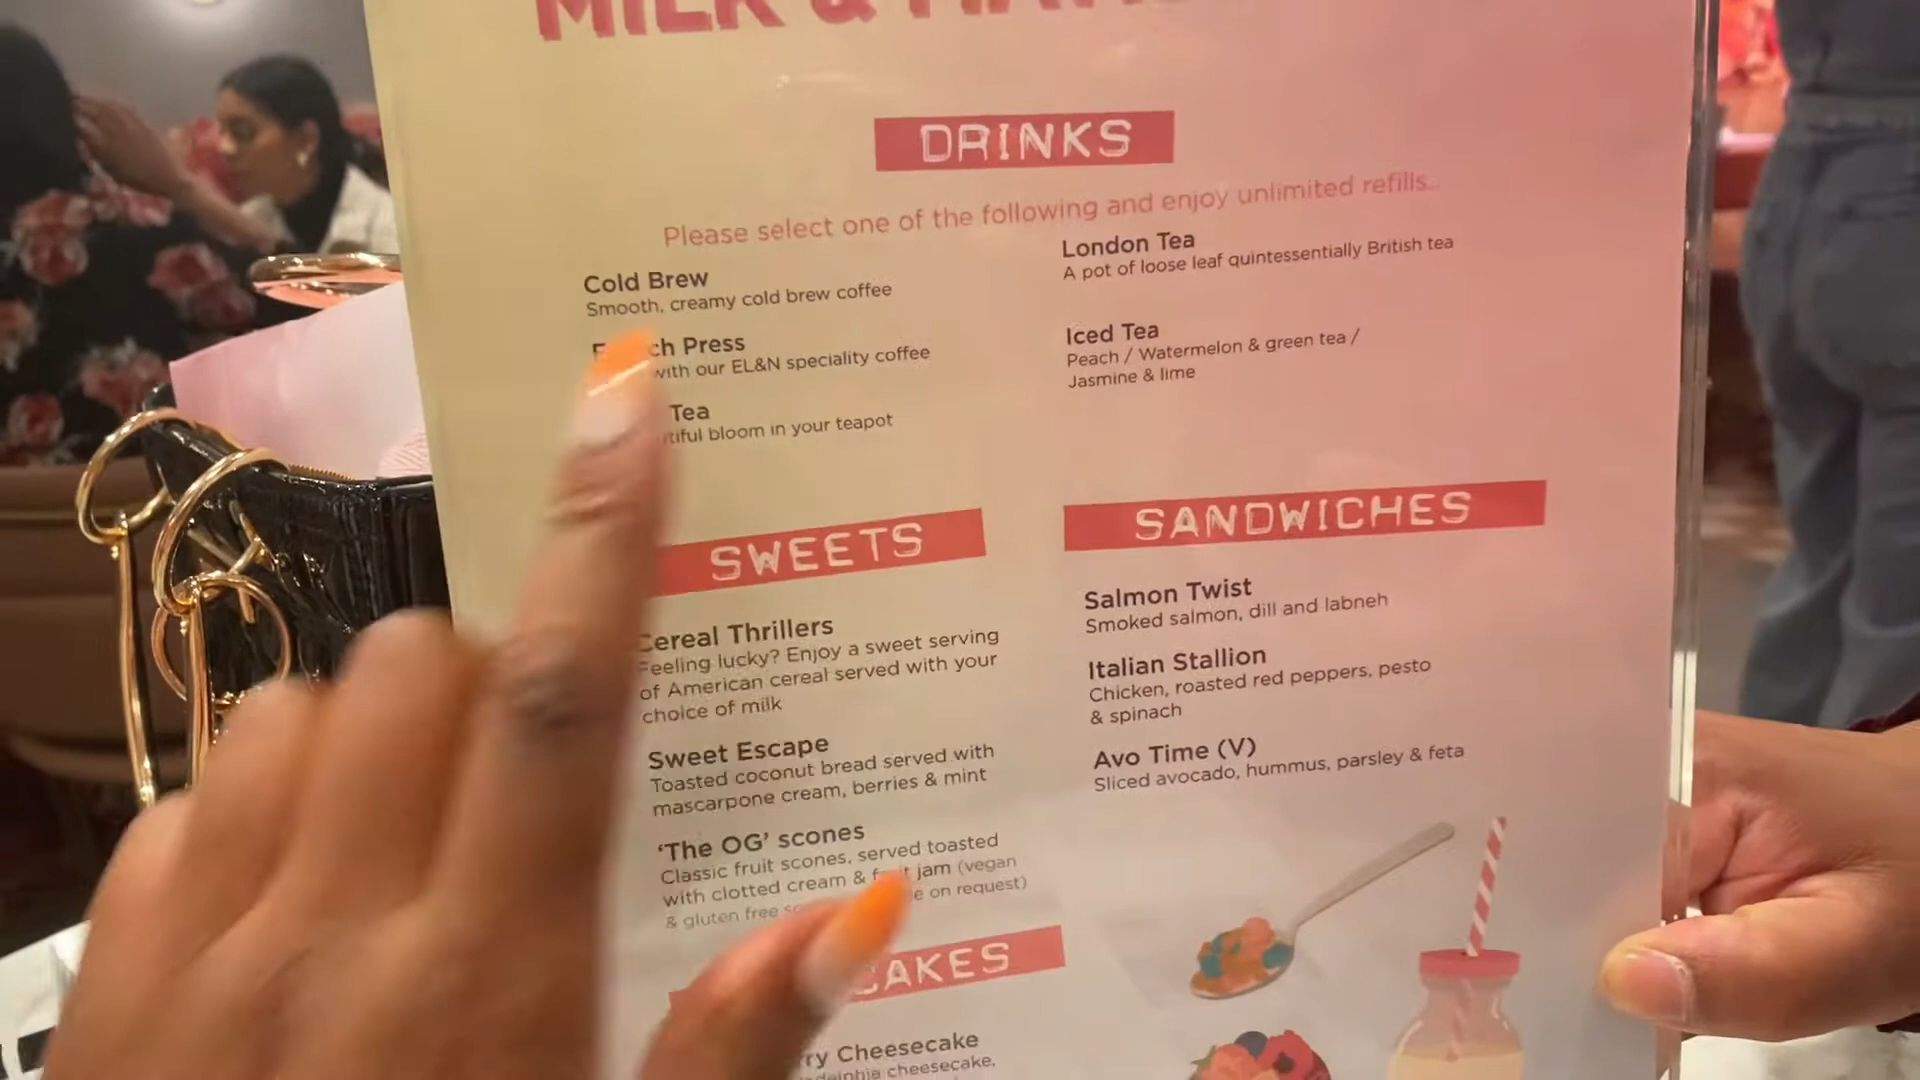 MILK &
DRINKS
Please select one of the following and enjoy unlimited refills..
Cold Brew
Smooth, creamy cold brew coffee
Press
with our EL&N speciality coffee
Tea
bloom in your teapot
London Tea
A pot of loose leaf quintessentially British tea
Iced Tea
Peach / Watermelon & green tea /
Jasmine & lime
SWEETS
Cereal Thrillers
Feeling lucky? Enjoy a sweet serving
of American cereal served with your
choice of milk
Sweet Escape
Toasted coconut bread served with
mascarpone cream, berries & mint
'The OG' scones
Classic fruit scones, served toasted
with clotted cream & fruit jam (vegan
& gluten free on request)
SANDWICHES
Salmon Twist
Smoked salmon, dill and labneh
Italian Stallion
Chicken, roasted red peppers, pesto
& spinach
Avo Time (V)
Sliced avocado, hummus, parsley & feta
CAKES
Cheesecake
cheesecake,